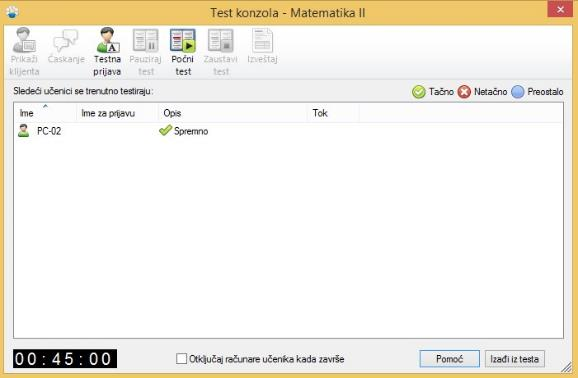 Test konzola - Matematika II
Prikaži klijenta
Ćaskanje
Testna prijava
Pauziraj test
Počni test
Zaustavi test
Izveštaj
Sledeći učenici se trenutno testiraju:
Tačno Netačno Preostalo
Ime Ime za prijavu Opis Tok
PC-02 Spremno
00:45:00
Otključaj računare učenika kada završe
Pomoć Izađi iz testa